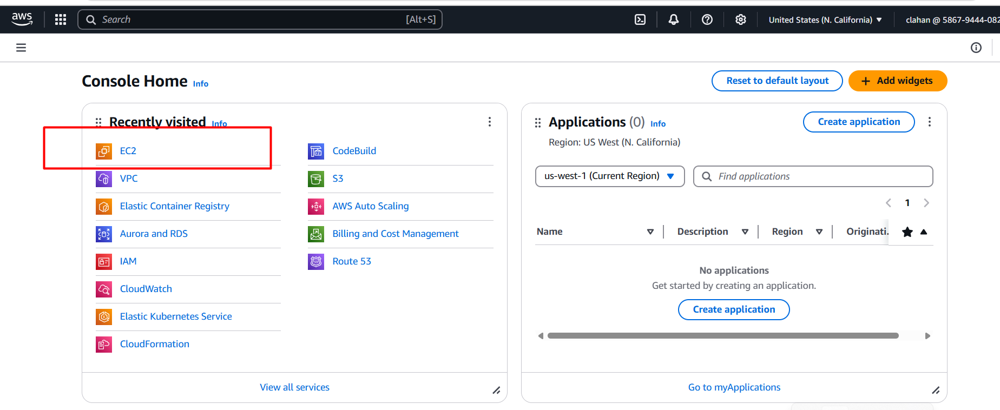 aws
Search [Alt+S]
United States (N. California)
clahan @ 5867-9444-082
Console Home Info
Reset to default layout
+ Add widgets
Recently visited Info
EC2
VPC
Elastic Container Registry
Aurora and RDS
IAM
CloudWatch
Elastic Kubernetes Service
CloudFormation
CodeBuild
S3
AWS Auto Scaling
Billing and Cost Management
Route 53
View all services
Applications (0) Info
Create application
Region: US West (N. California)
us-west-1 (Current Region)
Find applications
1
Name Description Region Originati.
No applications
Get started by creating an application.
Create application
Go to myApplications